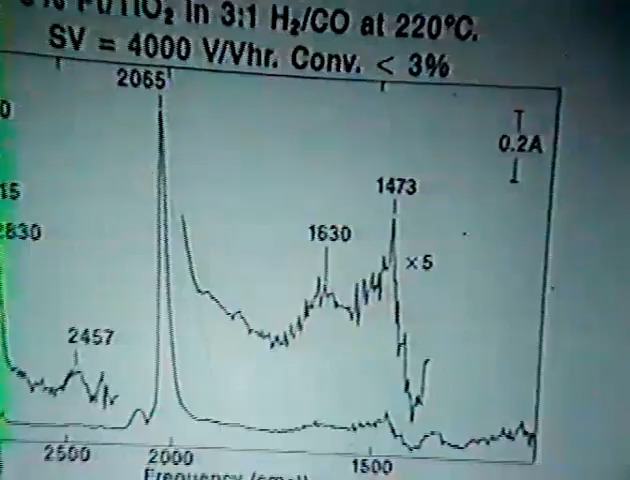 Pt/TiO₂ in 3:1 H₂/CO at 220°C.
SV = 4000 V/Vhr. Conv. < 3%
2065
0
0.2A
15
1473
2830
1630
×5
2457
2500
2000
1500
Frequency